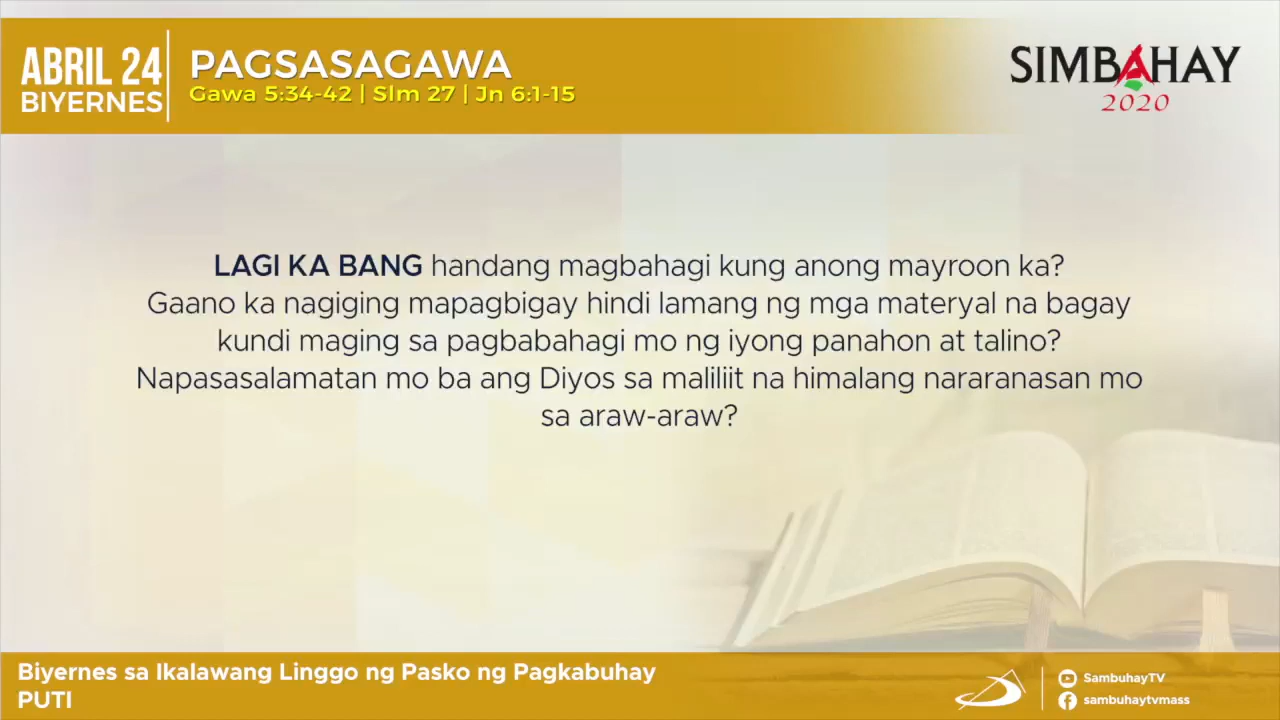 ABRIL 24
BIYERNES
PAGSASAGAWA
Gawa 5:34-42 | Slm 27 | Jn 6:1-15
SIMBAHAY
2020
LAGI KA BANG handang magbahagi kung anong mayroon ka?
Gaano ka nagiging mapagbigay hindi lamang ng mga materyal na bagay
kundi maging sa pagbabahagi mo ng iyong panahon at talino?
Napasasalamatan mo ba ang Diyos sa maliliit na himalang nararanasan mo
sa araw-araw?
Biyernes sa Ikalawang Linggo ng Pasko ng Pagkabuhay
PUTI
SambuhayTV
sambuhaytvmass